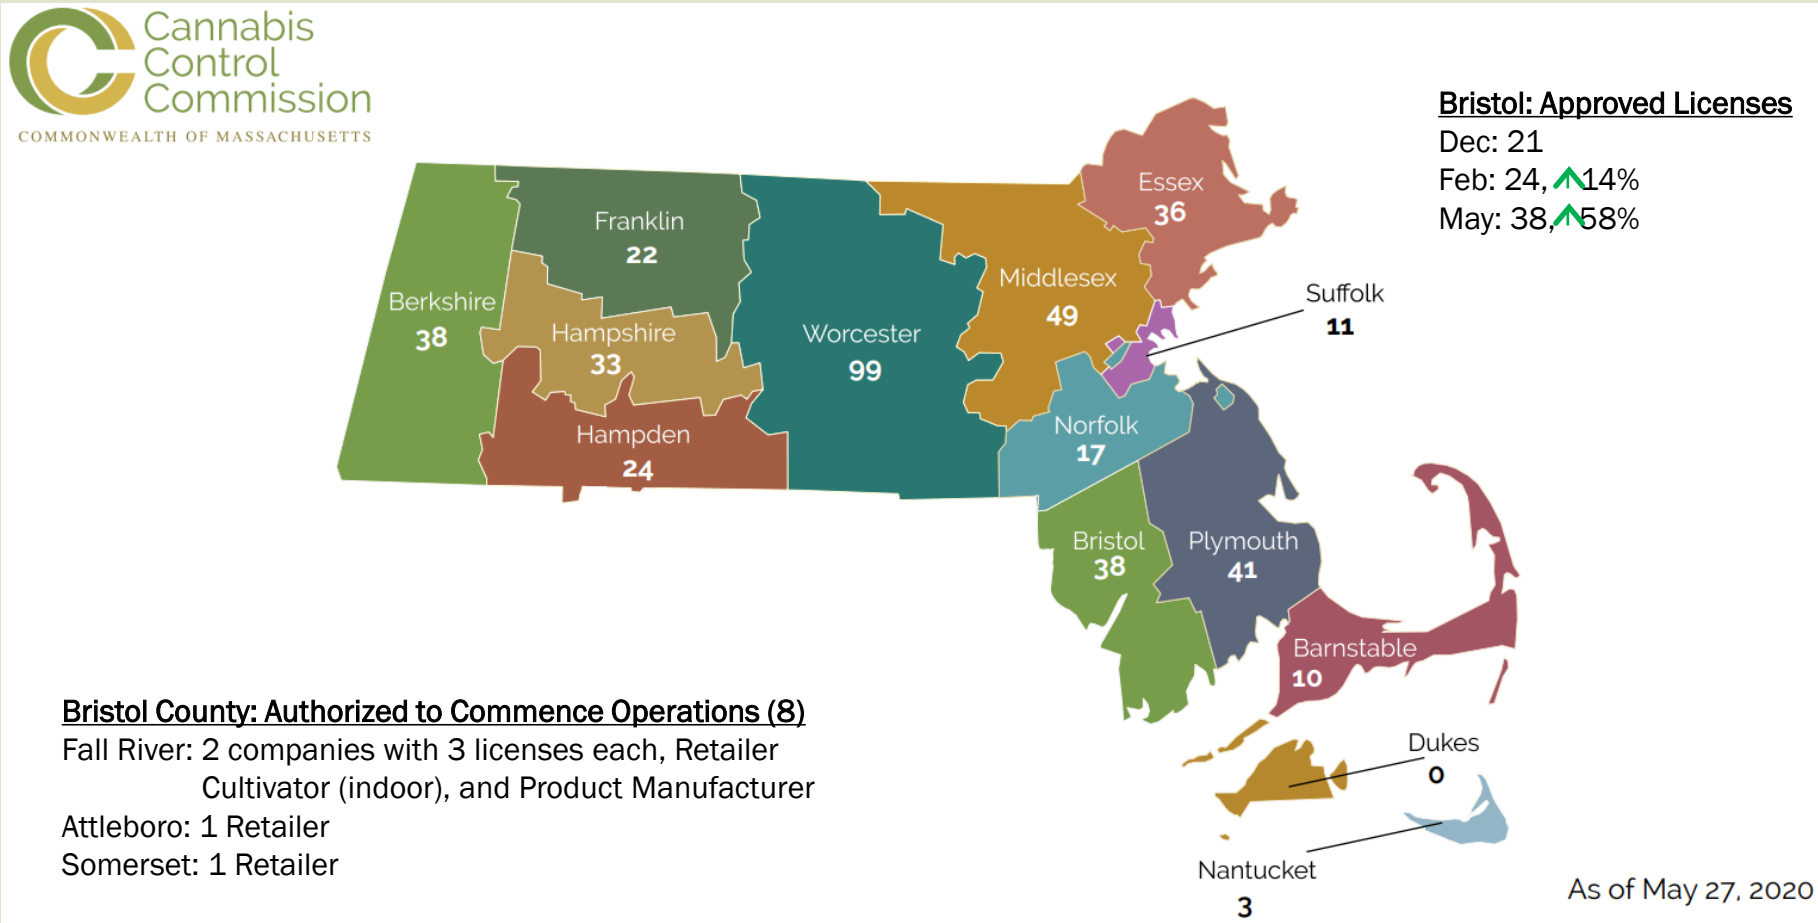 Cannabis
Control
Commission
COMMONWEALTH OF MASSACHUSETTS
Bristol: Approved Licenses
Dec: 21
Feb: 24, 14%
May: 38, 58%
Essex
36
Franklin
22
Middlesex
49
Suffolk
11
Berkshire
38
Hampshire
33
Worcester
99
Norfolk
17
Hampden
24
Bristol
38
Plymouth
41
Barnstable
10
Bristol County: Authorized to Commence Operations (8)
Fall River: 2 companies with 3 licenses each, Retailer
Cultivator (indoor), and Product Manufacturer
Attleboro: 1 Retailer
Somerset: 1 Retailer
Dukes
0
Nantucket
3
As of May 27, 2020